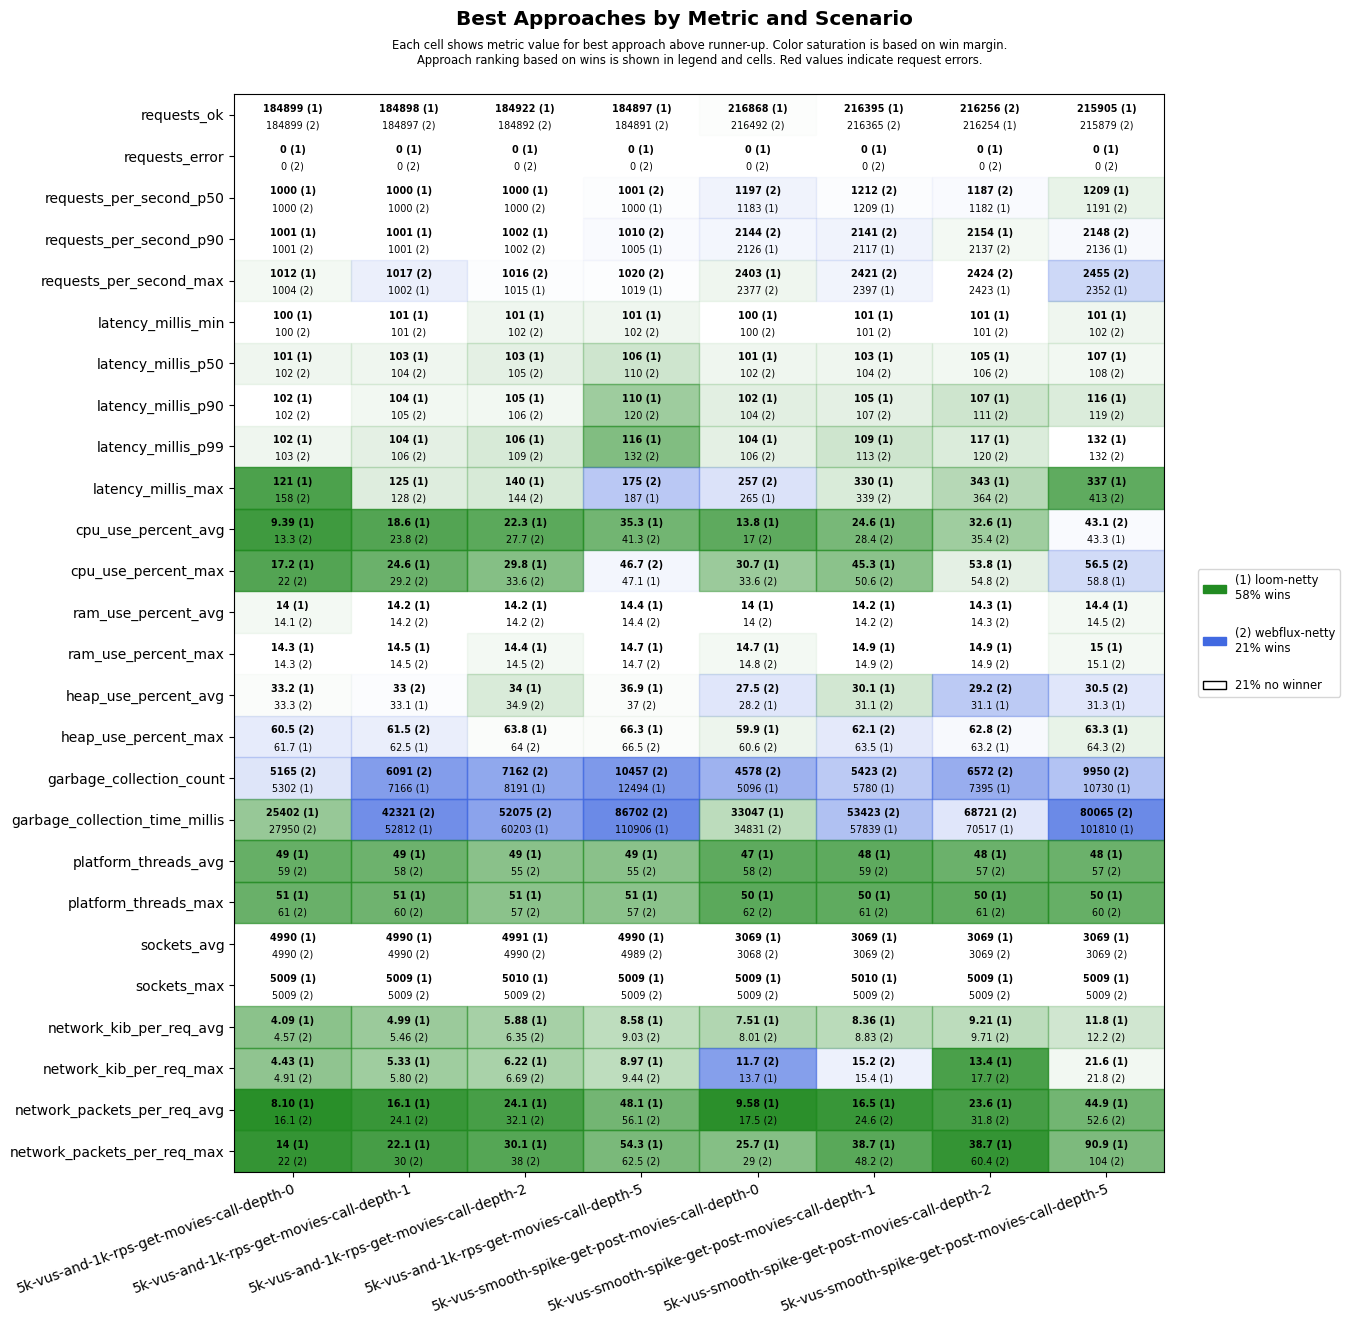 Best Approaches by Metric and Scenario
Each cell shows metric value for best approach above runner-up. Color saturation is based on win margin.
Approach ranking based on wins is shown in legend and cells. Red values indicate request errors.
requests_ok
184899 (1) 184898 (1) 184922 (1) 184897 (1) 216868 (1) 216395 (1) 216256 (2) 215905 (1)
184899 (2) 184897 (2) 184892 (2) 184891 (2) 216492 (2) 216365 (2) 216254 (1) 215879 (2)
requests_error
0 (1) 0 (1) 0 (1) 0 (1) 0 (1) 0 (1) 0 (1) 0 (1)
0 (2) 0 (2) 0 (2) 0 (2) 0 (2) 0 (2) 0 (2) 0 (2)
requests_per_second_p50
1000 (1) 1000 (1) 1000 (1) 1001 (2) 1197 (2) 1212 (2) 1187 (2) 1209 (1)
1000 (2) 1000 (2) 1000 (2) 1000 (1) 1183 (1) 1209 (1) 1182 (1) 1191 (2)
requests_per_second_p90
1001 (1) 1001 (1) 1002 (1) 1010 (2) 2144 (2) 2141 (2) 2154 (1) 2148 (2)
1001 (2) 1001 (2) 1002 (2) 1005 (1) 2126 (1) 2117 (1) 2137 (2) 2136 (1)
requests_per_second_max
1012 (1) 1017 (2) 1016 (2) 1020 (2) 2403 (1) 2421 (2) 2424 (2) 2455 (2)
1004 (2) 1002 (1) 1015 (1) 1019 (1) 2377 (2) 2397 (1) 2423 (1) 2352 (1)
latency_millis_min
100 (1) 101 (1) 101 (1) 101 (1) 100 (1) 101 (1) 101 (1) 101 (1)
100 (2) 101 (2) 102 (2) 102 (2) 100 (2) 101 (2) 101 (2) 102 (2)
latency_millis_p50
101 (1) 103 (1) 103 (1) 106 (1) 101 (1) 103 (1) 105 (1) 107 (1)
102 (2) 104 (2) 105 (2) 110 (2) 102 (2) 104 (2) 106 (2) 108 (2)
latency_millis_p90
102 (1) 104 (1) 105 (1) 110 (1) 102 (1) 105 (1) 107 (1) 116 (1)
102 (2) 105 (2) 106 (2) 120 (2) 104 (2) 107 (2) 111 (2) 119 (2)
latency_millis_p99
102 (1) 104 (1) 106 (1) 116 (1) 104 (1) 109 (1) 117 (1) 132 (1)
103 (2) 106 (2) 109 (2) 132 (2) 106 (2) 113 (2) 120 (2) 132 (2)
latency_millis_max
121 (1) 125 (1) 140 (1) 175 (2) 257 (2) 330 (1) 343 (1) 337 (1)
158 (2) 128 (2) 144 (2) 187 (1) 265 (1) 339 (2) 364 (2) 413 (2)
cpu_use_percent_avg
9.39 (1) 18.6 (1) 22.3 (1) 35.3 (1) 13.8 (1) 24.6 (1) 32.6 (1) 43.1 (2)
13.3 (2) 23.8 (2) 27.7 (2) 41.3 (2) 17 (2) 28.4 (2) 35.4 (2) 43.3 (1)
cpu_use_percent_max
17.2 (1) 24.6 (1) 29.8 (1) 46.7 (2) 30.7 (1) 45.3 (1) 53.8 (1) 56.5 (2)
22 (2) 29.2 (2) 33.6 (2) 47.1 (1) 33.6 (2) 50.6 (2) 54.8 (2) 58.8 (1)
ram_use_percent_avg
14 (1) 14.2 (1) 14.2 (1) 14.4 (1) 14 (1) 14.2 (1) 14.3 (1) 14.4 (1)
14.1 (2) 14.2 (2) 14.2 (2) 14.4 (2) 14 (2) 14.2 (2) 14.3 (2) 14.5 (2)
ram_use_percent_max
14.3 (1) 14.5 (1) 14.4 (1) 14.7 (1) 14.7 (1) 14.9 (1) 14.9 (1) 15 (1)
14.3 (2) 14.5 (2) 14.5 (2) 14.7 (2) 14.8 (2) 14.9 (2) 14.9 (2) 15.1 (2)
heap_use_percent_avg
33.2 (1) 33 (2) 34 (1) 36.9 (1) 27.5 (2) 30.1 (1) 29.2 (2) 30.5 (2)
33.3 (2) 33.1 (1) 34.9 (2) 37 (2) 28.2 (1) 31.1 (2) 31.1 (1) 31.3 (1)
heap_use_percent_max
60.5 (2) 61.5 (2) 63.8 (1) 66.3 (1) 59.9 (1) 62.1 (2) 62.8 (2) 63.3 (1)
61.7 (1) 62.5 (1) 64 (2) 66.5 (2) 60.6 (2) 63.5 (1) 63.2 (1) 64.3 (2)
garbage_collection_count
5165 (2) 6091 (2) 7162 (2) 10457 (2) 4578 (2) 5423 (2) 6572 (2) 9950 (2)
5302 (1) 7166 (1) 8191 (1) 12494 (1) 5096 (1) 5780 (1) 7395 (1) 10730 (1)
garbage_collection_time_millis
25402 (1) 42321 (2) 52075 (2) 86702 (2) 33047 (1) 53423 (2) 68721 (2) 80065 (2)
27950 (2) 52812 (1) 60203 (1) 110906 (1) 34831 (2) 57839 (1) 70517 (1) 101810 (1)
platform_threads_avg
49 (1) 49 (1) 49 (1) 49 (1) 47 (1) 48 (1) 48 (1) 48 (1)
59 (2) 58 (2) 55 (2) 55 (2) 58 (2) 59 (2) 57 (2) 57 (2)
platform_threads_max
51 (1) 51 (1) 51 (1) 51 (1) 50 (1) 50 (1) 50 (1) 50 (1)
61 (2) 60 (2) 57 (2) 57 (2) 62 (2) 61 (2) 61 (2) 60 (2)
sockets_avg
4990 (1) 4990 (1) 4991 (1) 4990 (1) 3069 (1) 3069 (1) 3069 (1) 3069 (1)
4990 (2) 4990 (2) 4990 (2) 4989 (2) 3068 (2) 3069 (2) 3069 (2) 3069 (2)
sockets_max
5009 (1) 5009 (1) 5010 (1) 5009 (1) 5009 (1) 5010 (1) 5009 (1) 5009 (1)
5009 (2) 5009 (2) 5009 (2) 5009 (2) 5009 (2) 5009 (2) 5009 (2) 5009 (2)
network_kib_per_req_avg
4.09 (1) 4.99 (1) 5.88 (1) 8.58 (1) 7.51 (1) 8.36 (1) 9.21 (1) 11.8 (1)
4.57 (2) 5.46 (2) 6.35 (2) 9.03 (2) 8.01 (2) 8.83 (2) 9.71 (2) 12.2 (2)
network_kib_per_req_max
4.43 (1) 5.33 (1) 6.22 (1) 8.97 (1) 11.7 (2) 15.2 (2) 13.4 (1) 21.6 (1)
4.91 (2) 5.80 (2) 6.69 (2) 9.44 (2) 13.7 (1) 15.4 (1) 17.7 (2) 21.8 (2)
network_packets_per_req_avg
8.10 (1) 16.1 (1) 24.1 (1) 48.1 (1) 9.58 (1) 16.5 (1) 23.6 (1) 44.9 (1)
16.1 (2) 24.1 (2) 32.1 (2) 56.1 (2) 17.5 (2) 24.6 (2) 31.8 (2) 52.6 (2)
network_packets_per_req_max
14 (1) 22.1 (1) 30.1 (1) 54.3 (1) 25.7 (1) 38.7 (1) 38.7 (1) 90.9 (1)
22 (2) 30 (2) 38 (2) 62.5 (2) 29 (2) 48.2 (2) 60.4 (2) 104 (2)
5k-vus-and-1k-rps-get-movies-call-depth-0
5k-vus-and-1k-rps-get-movies-call-depth-1
5k-vus-and-1k-rps-get-movies-call-depth-2
5k-vus-and-1k-rps-get-movies-call-depth-5
5k-vus-smooth-spike-get-post-movies-call-depth-0
5k-vus-smooth-spike-get-post-movies-call-depth-1
5k-vus-smooth-spike-get-post-movies-call-depth-2
5k-vus-smooth-spike-get-post-movies-call-depth-5
(1) loom-netty
58% wins
(2) webflux-netty
21% wins
21% no winner